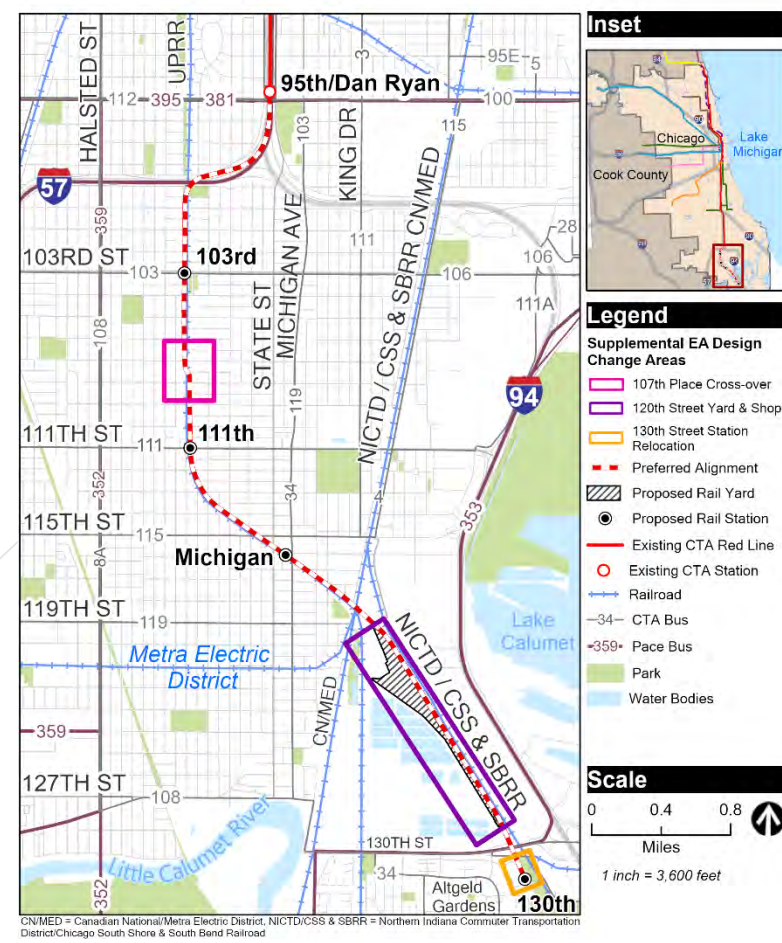 HALSTED ST
UPRR
3
95E
5
95th/Dan Ryan
112
395
381
100
103
115
KING DR
57
359
NICTD / CSS & SBRR CN/MED
111
28
103RD ST
103
103rd
106
106
111A
STATE ST
MICHIGAN AVE
108
119
94
111TH ST
111
111th
352
34
4
353
115TH ST
115
8A
Michigan
119TH ST
119
Lake
Calumet
Metra Electric
District
NICTD / CSS & SBRR
CN/MED
359
127TH ST
108
130TH ST
Little Calumet River
34
Altgeld
Gardens
130th
352
CN/MED = Canadian National/Metra Electric District, NICTD/CSS & SBRR = Northern Indiana Commuter Transportation
District/Chicago South Shore & South Bend Railroad
Inset
Chicago
Lake
Michigan
Cook County
Legend
Supplemental EA Design
Change Areas
107th Place Cross-over
120th Street Yard & Shop
130th Street Station
Relocation
Preferred Alignment
Proposed Rail Yard
Proposed Rail Station
Existing CTA Red Line
Existing CTA Station
Railroad
34 CTA Bus
359 Pace Bus
Park
Water Bodies
Scale
0 0.4 0.8
Miles
1 inch = 3,600 feet